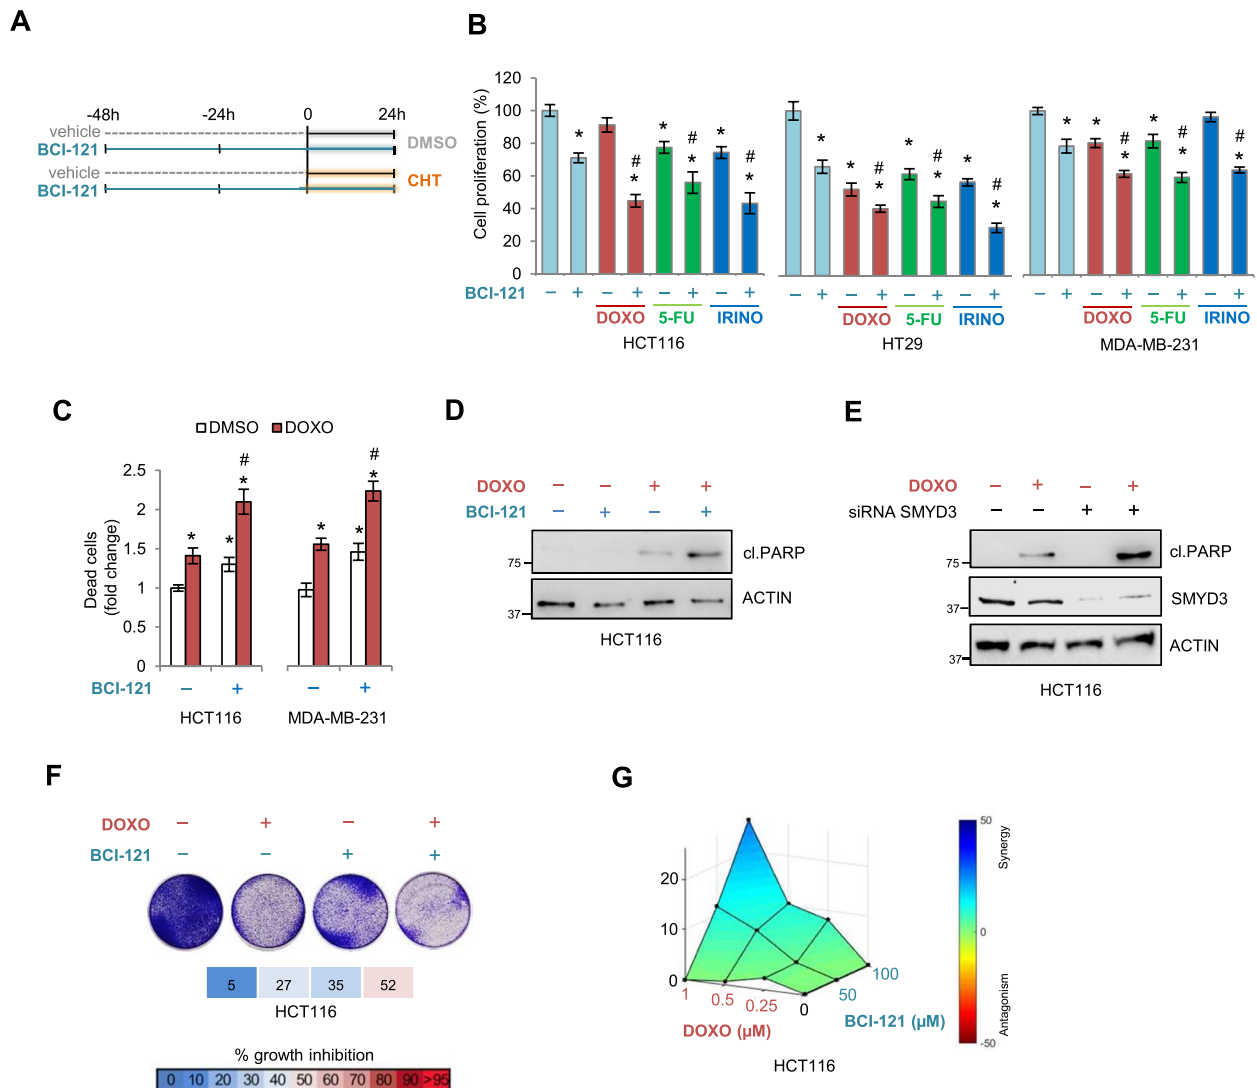 A
-48h -24h 0 24h
vehicle
BCI-121
DMSO
vehicle
BCI-121
CHT
B
Cell proliferation (%)
120
100
80
60
40
20
0
* * * # * * # *
* * # * * # * * # *
* * # * * # * # *
BCI-121 − + − + − + − +
− + − + − + − +
− + − + − + − +
DOXO 5-FU IRINO
DOXO 5-FU IRINO
DOXO 5-FU IRINO
HCT116 HT29 MDA-MB-231
C
DMSO DOXO
Dead cells
(fold change)
2.5
2
1.5
1
0.5
0
* * # *
* * # *
BCI-121 − + − +
HCT116 MDA-MB-231
D
DOXO − − + +
BCI-121 − + − +
75
cl.PARP
37
ACTIN
HCT116
E
DOXO − + − +
siRNA SMYD3 − − + +
75
cl.PARP
37
SMYD3
37
ACTIN
HCT116
F
DOXO − + − +
BCI-121 − − + +
5 27 35 52
HCT116
% growth inhibition
0 10 20 30 40 50 60 70 80 90 >95
G
20
10
0
1 0.5 0.25 0
50 100
DOXO (µM)
BCI-121 (µM)
HCT116
50
0
-50
Synergy
Antagonism